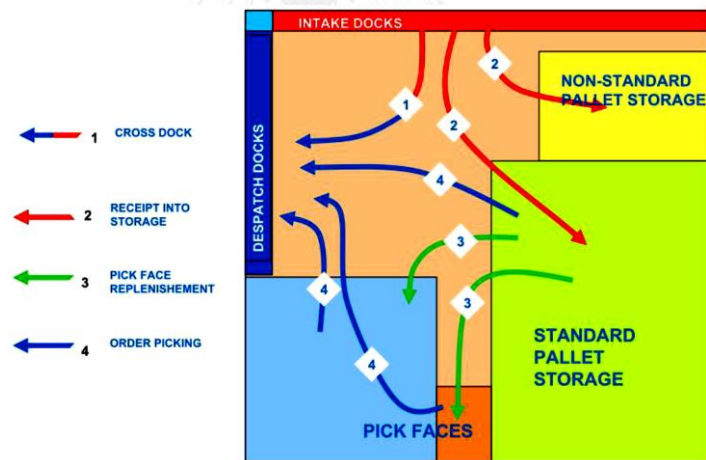 INTAKE DOCKS
DESPATCH DOCKS
NON-STANDARD
PALLET STORAGE
1
2
2
4
3
3
4
4
STANDARD
PALLET
STORAGE
PICK FACES
1 CROSS DOCK
2 RECEIPT INTO
STORAGE
3 PICK FACE
REPLENISHEMENT
4 ORDER PICKING